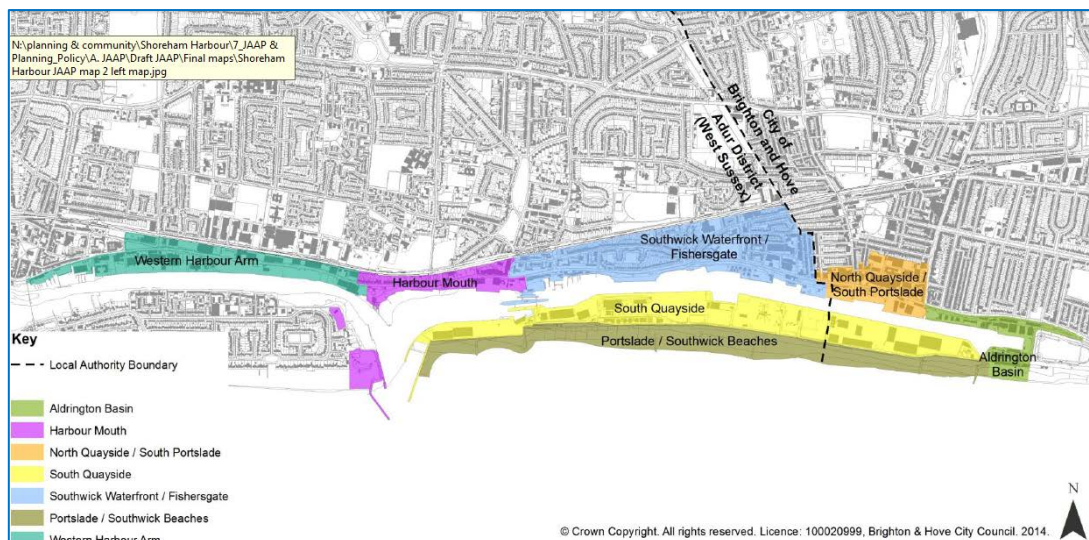 N:\planning & community\Shoreham Harbour\7_JAAP &
Planning_Policy\A. JAAP\Draft JAAP\Final maps\Shoreham
Harbour JAAP map 2 left map.jpg
City of
Brighton and Hove
Adur District
(West Sussex)
Southwick Waterfront /
Fishersgate
Western Harbour Arm
Harbour Mouth
North Quayside /
South Portslade
South Quayside
Portslade / Southwick Beaches
Aldrington
Basin
Key
Local Authority Boundary
Aldrington Basin
Harbour Mouth
North Quayside / South Portslade
South Quayside
Southwick Waterfront / Fishersgate
Portslade / Southwick Beaches
Western Harbour Arm
N
© Crown Copyright. All rights reserved. Licence: 100020999, Brighton & Hove City Council. 2014.